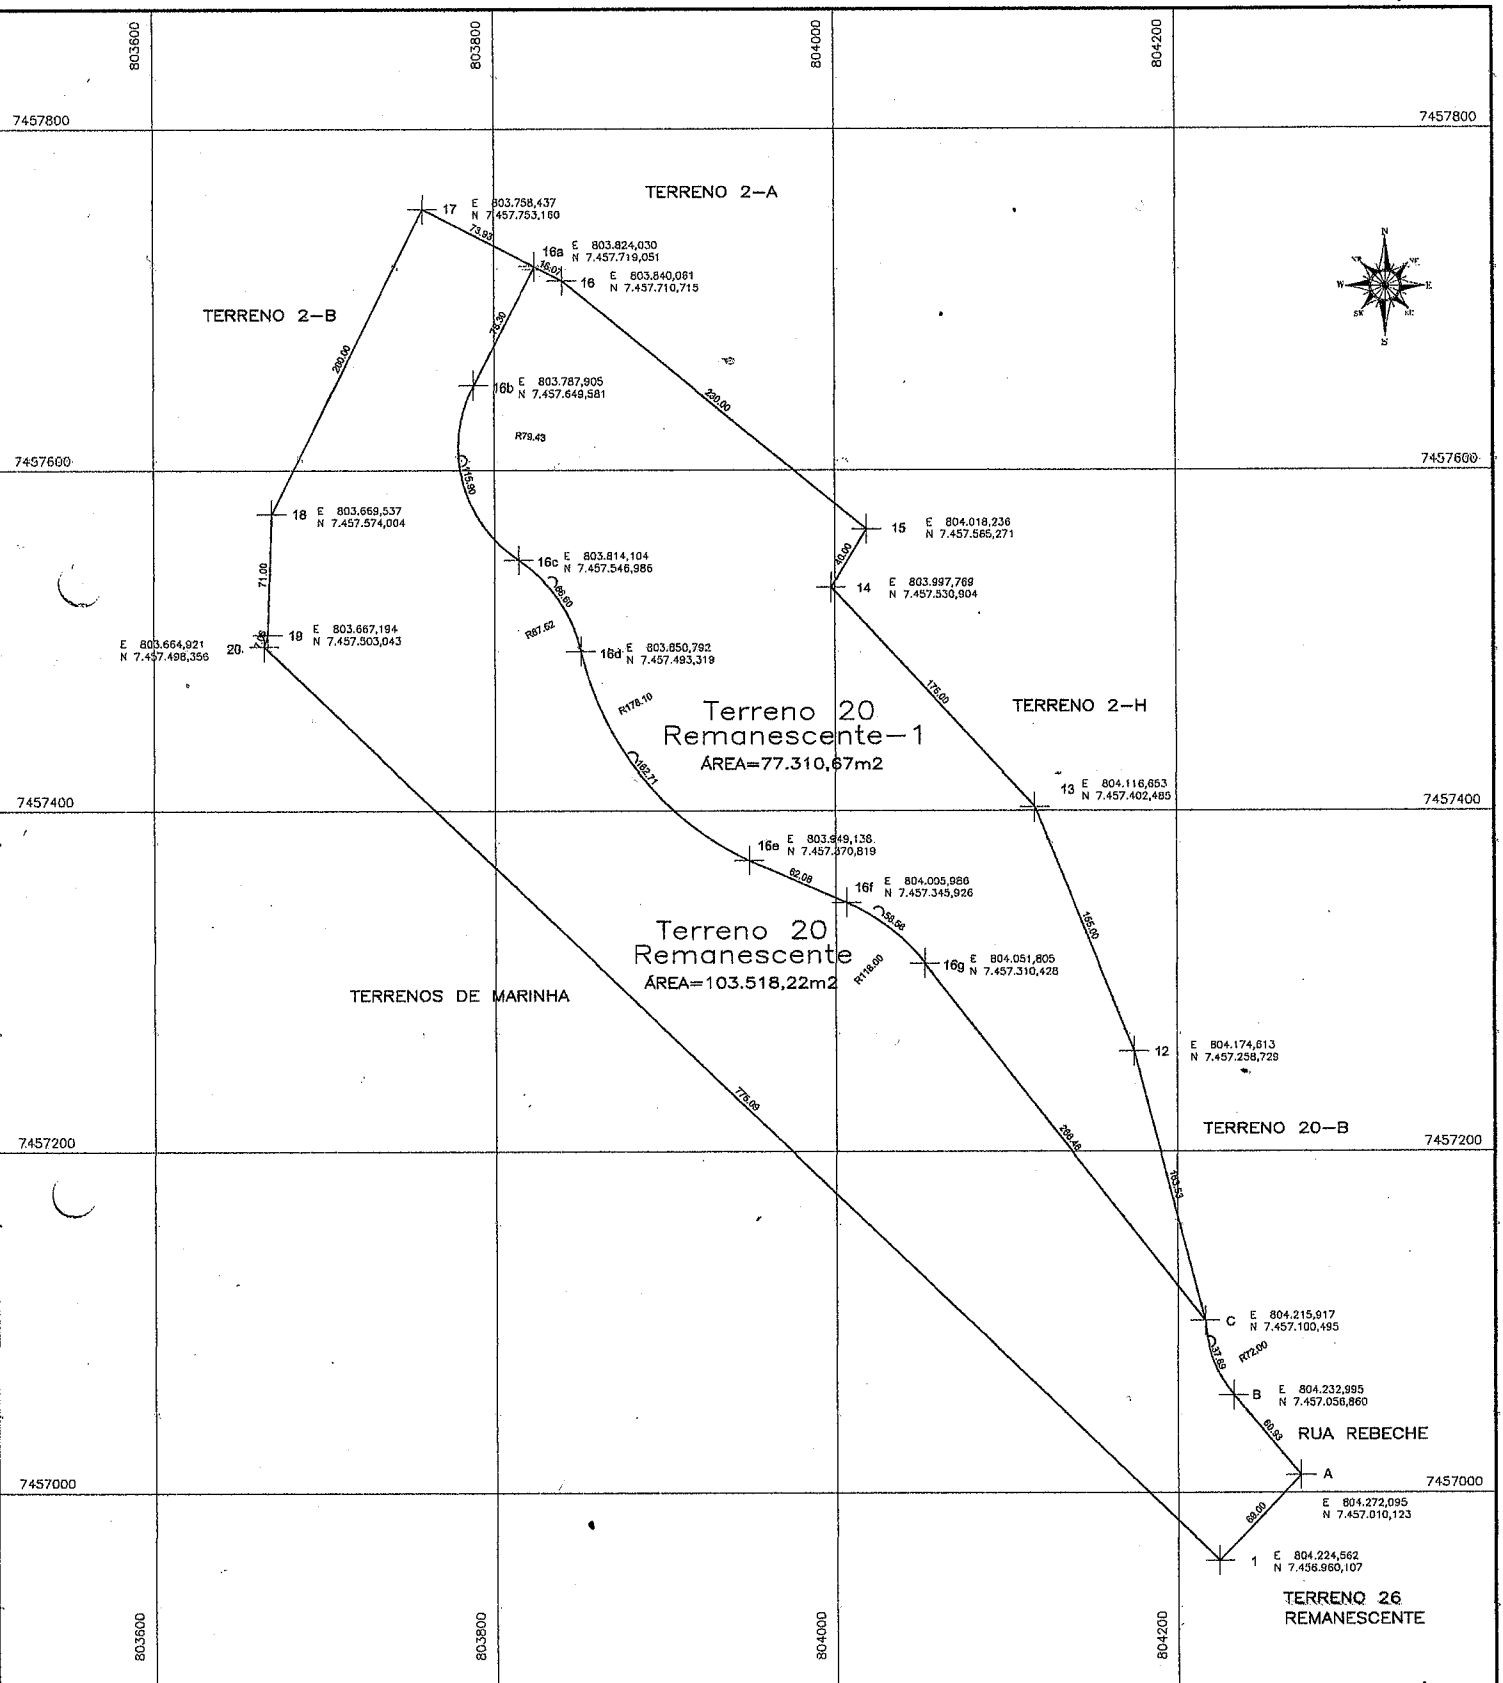 803600
803800
804000
804200
7457800
7457800
TERRENO 2-A
17
E 803.758,437
N 7.457.753,160
73.93
16a
E 803.824,030
N 7.457.719,051
16.07
16
E 803.840,061
N 7.457.710,715
N
W
E
S
TERRENO 2-B
200.00
78.30
16b
E 803.787,905
N 7.457.649,581
230.00
R79.43
7457600
7457600
115.90
18
E 803.669,537
N 7.457.574,004
15
E 804.018,236
N 7.457.565,271
40.00
16c
E 803.814,104
N 7.457.546,986
71.00
66.60
14
E 803.997,769
N 7.457.530,904
R87.62
19
E 803.667,194
N 7.457.503,043
E 803.664,921
N 7.457.498,356
20
16d
E 803.850,792
N 7.457.493,319
R178.10
175.00
TERRENO 2-H
Terreno 20
Remanescente-1
ÁREA=77.310,67m2
162.71
13
E 804.116,653
N 7.457.402,485
7457400
7457400
16e
E 803.949,138
N 7.457.370,819
62.08
16f
E 804.005,986
N 7.457.345,926
58.68
155.00
Terreno 20
Remanescente
ÁREA=103.518,22m2
R118.00
16g
E 804.051,805
N 7.457.310,428
TERRENOS DE MARINHA
12
E 804.174,613
N 7.457.258,729
775.09
TERRENO 20-B
266.48
7457200
7457200
163.53
C
E 804.215,917
N 7.457.100,495
37.69
R72.00
B
E 804.232,995
N 7.457.056,860
60.93
RUA REBECHE
A
E 804.272,095
N 7.457.010,123
7457000
7457000
69.00
1
E 804.224,562
N 7.456.960,107
TERRENO 26
REMANESCENTE
803600
803800
804000
804200